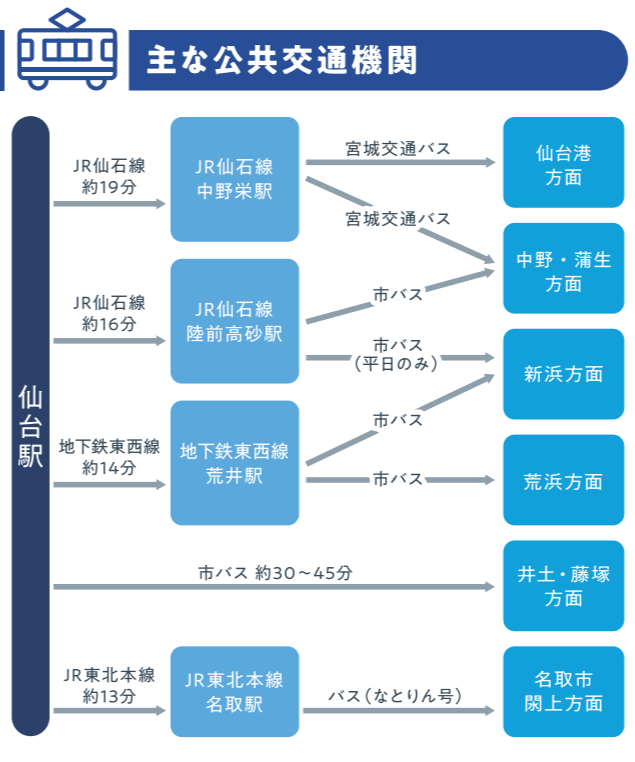 主な公共交通機関
仙台駅
JR仙石線
約19分
JR仙石線
中野栄駅
宮城交通バス
仙台港
方面
宮城交通バス
中野・蒲生
方面
JR仙石線
約16分
JR仙石線
陸前高砂駅
市バス
市バス
（平日のみ）
新浜方面
地下鉄東西線
約14分
地下鉄東西線
荒井駅
市バス
市バス
荒浜方面
市バス 約30～45分
井土・藤塚
方面
JR東北本線
約13分
JR東北本線
名取駅
バス（なとりん号）
名取市
閖上方面